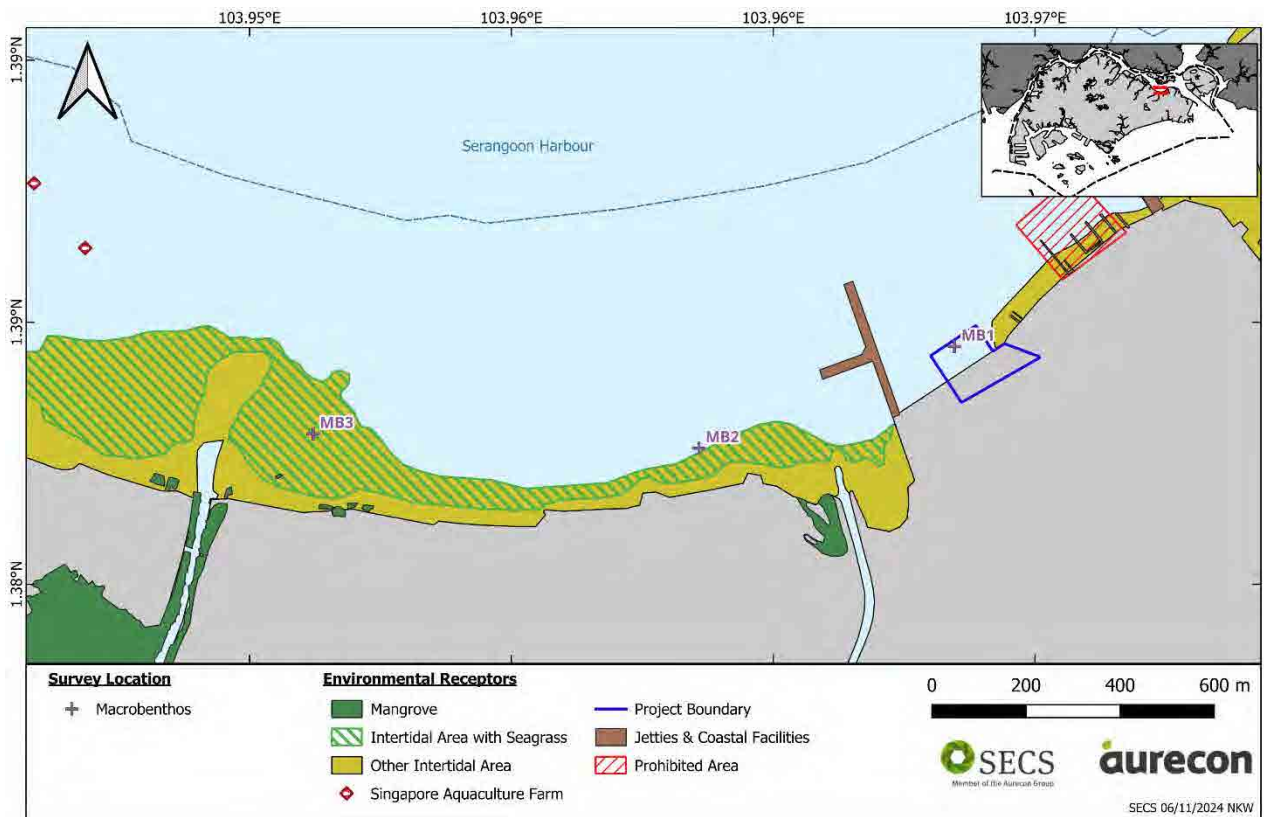 103.95°E 103.96°E 103.96°E 103.97°E
1.39°N
Serangoon Harbour
1.39°N
MB1
MB3
MB2
1.38°N
Survey Location
Macrobenthos
Environmental Receptors
Mangrove
Intertidal Area with Seagrass
Other Intertidal Area
Singapore Aquaculture Farm
Project Boundary
Jetties & Coastal Facilities
Prohibited Area
0 200 400 600 m
SECS
Member of the Aurecon Group
aurecon
SECS 06/11/2024 NKW